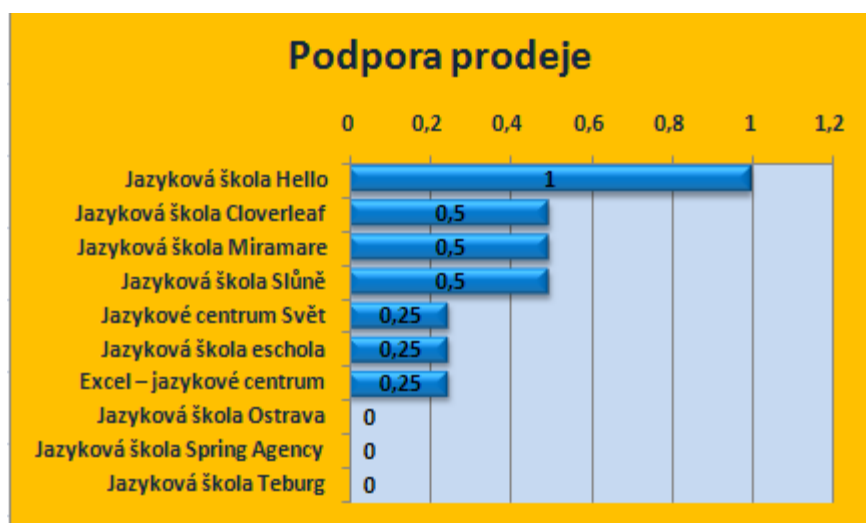 Podpora prodeje
0 0,2 0,4 0,6 0,8 1 1,2
Jazyková škola Hello 1
Jazyková škola Cloverleaf 0,5
Jazyková škola Miramare 0,5
Jazyková škola Slůně 0,5
Jazykové centrum Svět 0,25
Jazyková škola eschola 0,25
Excel – jazykové centrum 0,25
Jazyková škola Ostrava 0
Jazyková škola Spring Agency 0
Jazyková škola Teburg 0